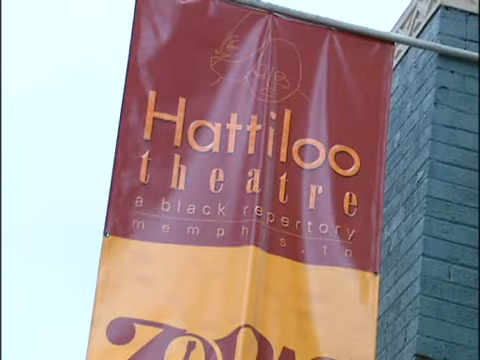 Hattiloo
theatre
a black repertory
memphis, tn